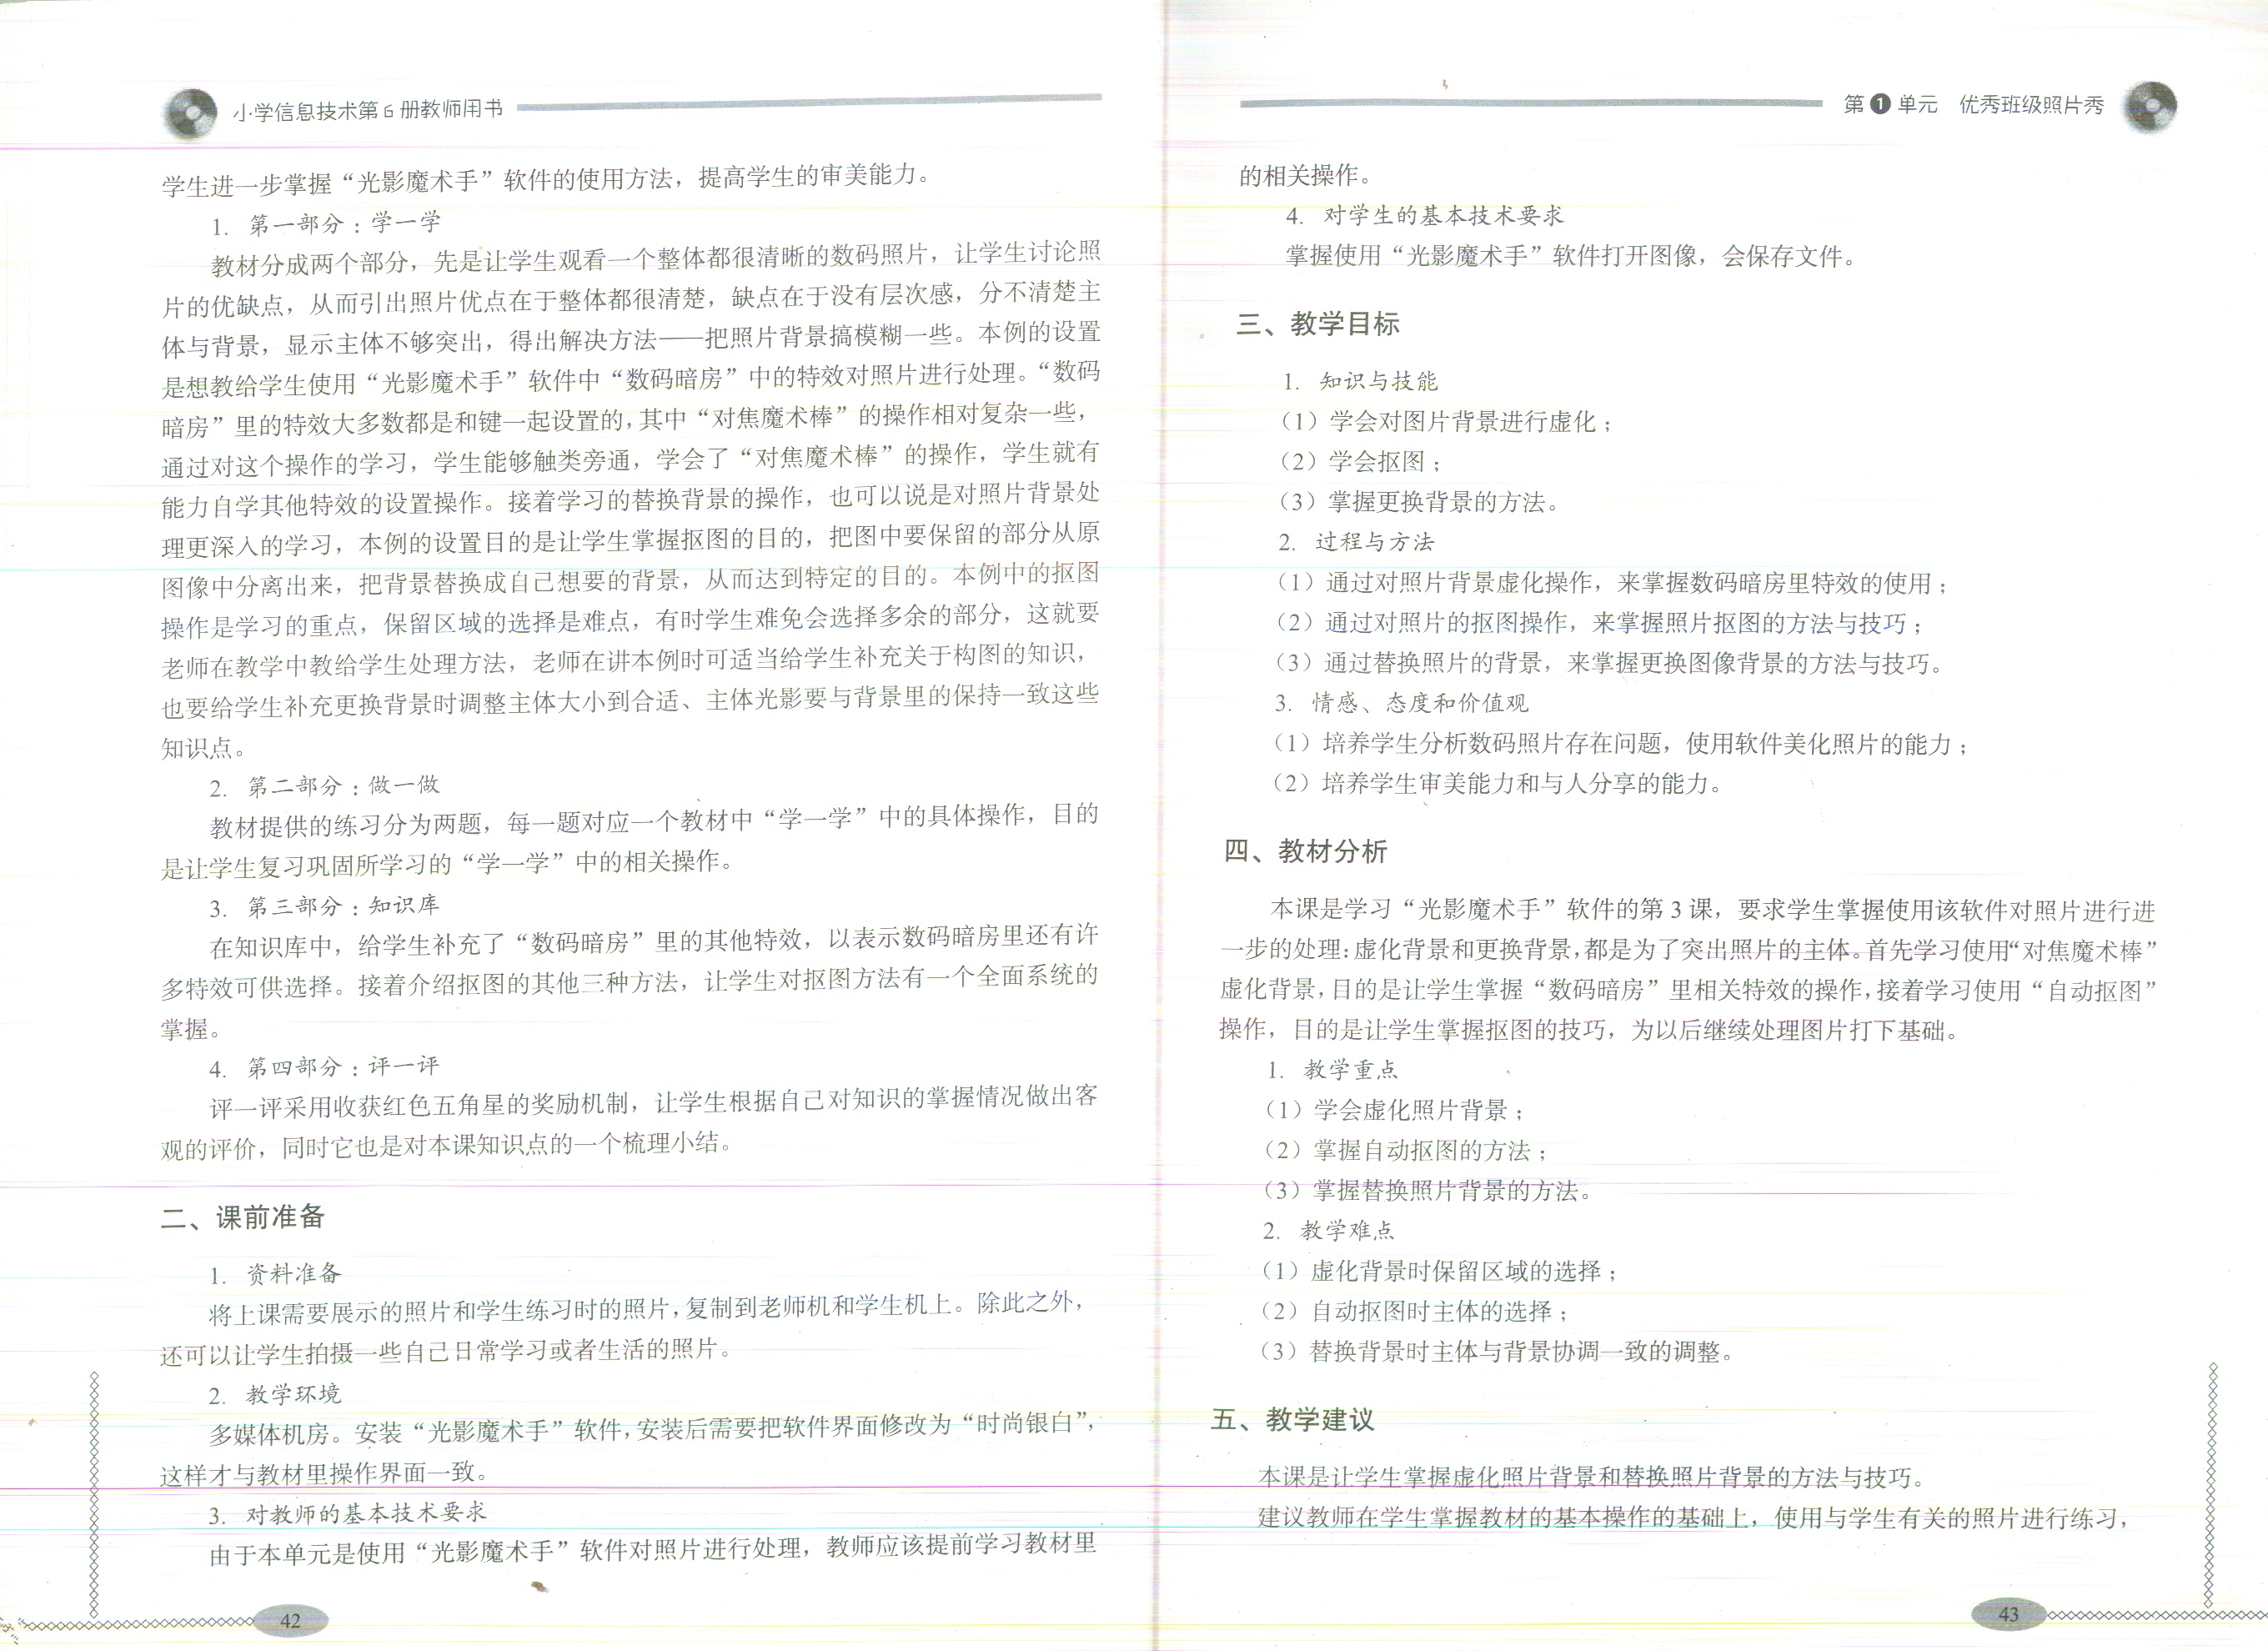 小学信息技术第6册教师用书
学生进一步掌握“光影魔术手”软件的使用方法，提高学生的审美能力。
1. 第一部分：学一学
教材分成两个部分，先是让学生观看一个整体都很清晰的数码照片，让学生讨论照
片的优缺点，从而引出照片优点在于整体都很清楚，缺点在于没有层次感，分不清楚主
体与背景，显示主体不够突出，得出解决方法——把照片背景搞模糊一些。本例的设置
是想教给学生使用“光影魔术手”软件中“数码暗房”中的特效对照片进行处理。“数码
暗房”里的特效大多数都是和键一起设置的，其中“对焦魔术棒”的操作相对复杂一些，
通过对这个操作的学习，学生能够触类旁通，学会了“对焦魔术棒”的操作，学生就有
能力自学其他特效的设置操作。接着学习的替换背景的操作，也可以说是对照片背景处
理更深入的学习，本例的设置目的是让学生掌握抠图的目的，把图中要保留的部分从原
图像中分离出来，把背景替换成自己想要的背景，从而达到特定的目的。本例中的抠图
操作是学习的重点，保留区域的选择是难点，有时学生难免会选择多余的部分，这就要
老师在教学中教给学生处理方法，老师在讲本例时可适当给学生补充关于构图的知识，
也要给学生补充更换背景时调整主体大小到合适、主体光影要与背景里的保持一致这些
知识点。
2. 第二部分：做一做
教材提供的练习分为两题，每一题对应一个教材中“学一学”中的具体操作，目的
是让学生复习巩固所学习的“学一学”中的相关操作。
3. 第三部分：知识库
在知识库中，给学生补充了“数码暗房”里的其他特效，以表示数码暗房里还有许
多特效可供选择。接着介绍抠图的其他三种方法，让学生对抠图方法有一个全面系统的
掌握。
4. 第四部分：评一评
评一评采用收获红色五角星的奖励机制，让学生根据自己对知识的掌握情况做出客
观的评价，同时它也是对本课知识点的一个梳理小结。
二、课前准备
1. 资料准备
将上课需要展示的照片和学生练习时的照片，复制到老师机和学生机上。除此之外，
还可以让学生拍摄一些自己日常学习或者生活的照片。
2. 教学环境
多媒体机房。安装“光影魔术手”软件，安装后需要把软件界面修改为“时尚银白”，
这样才与教材里操作界面一致。
3. 对教师的基本技术要求
由于本单元是使用“光影魔术手”软件对照片进行处理，教师应该提前学习教材里
42
第1单元 优秀班级照片秀
的相关操作。
4. 对学生的基本技术要求
掌握使用“光影魔术手”软件打开图像，会保存文件。
三、教学目标
1. 知识与技能
（1）学会对图片背景进行虚化；
（2）学会抠图；
（3）掌握更换背景的方法。
2. 过程与方法
（1）通过对照片背景虚化操作，来掌握数码暗房里特效的使用；
（2）通过对照片的抠图操作，来掌握照片抠图的方法与技巧；
（3）通过替换照片的背景，来掌握更换图像背景的方法与技巧。
3. 情感、态度和价值观
（1）培养学生分析数码照片存在问题，使用软件美化照片的能力；
（2）培养学生审美能力和与人分享的能力。
四、教材分析
本课是学习“光影魔术手”软件的第3课，要求学生掌握使用该软件对照片进行进
一步的处理：虚化背景和更换背景，都是为了突出照片的主体。首先学习使用“对焦魔术棒”
虚化背景，目的是让学生掌握“数码暗房”里相关特效的操作，接着学习使用“自动抠图”
操作，目的是让学生掌握抠图的技巧，为以后继续处理图片打下基础。
1. 教学重点
（1）学会虚化照片背景；
（2）掌握自动抠图的方法；
（3）掌握替换照片背景的方法。
2. 教学难点
（1）虚化背景时保留区域的选择；
（2）自动抠图时主体的选择；
（3）替换背景时主体与背景协调一致的调整。
五、教学建议
本课是让学生掌握虚化照片背景和替换照片背景的方法与技巧。
建议教师在学生掌握教材的基本操作的基础上，使用与学生有关的照片进行练习，
43